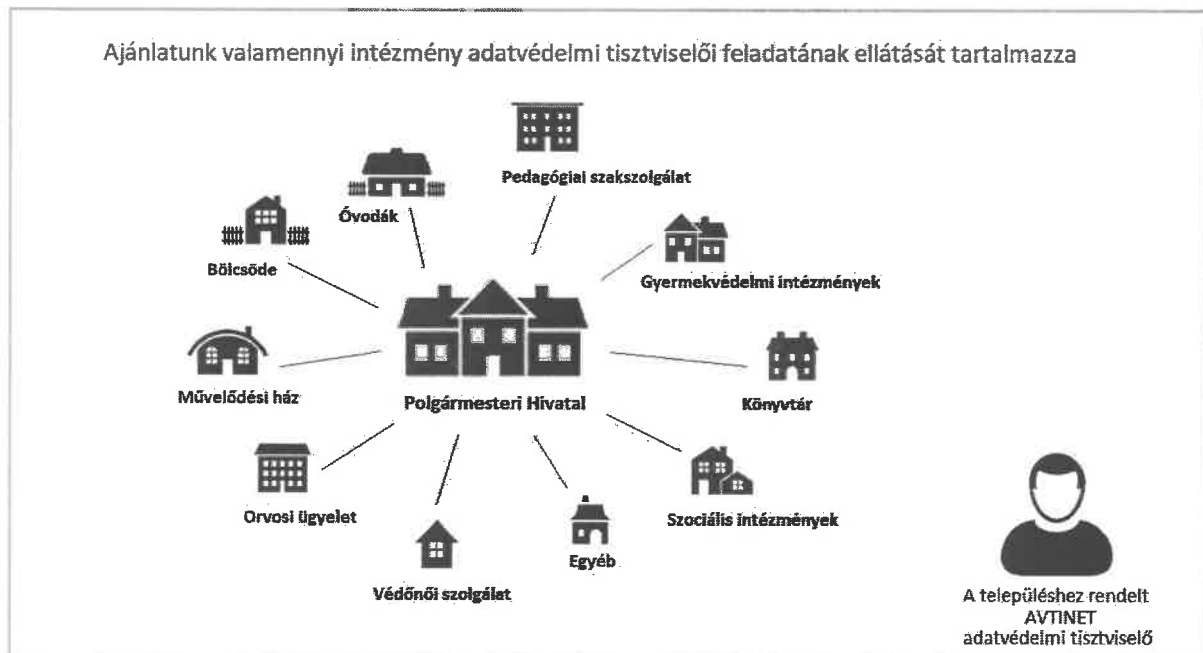 Ajánlatunk valamennyi intézmény adatvédelmi tisztviselői feladatának ellátását tartalmazza
Pedagógiai szakszolgálat
Óvodák
Bölcsőde
Gyermekvédelmi intézmények
Művelődési ház
Polgármesteri Hivatal
Könyvtár
Orvosi ügyelet
Szociális intézmények
Egyéb
Védőnői szolgálat
A településhez rendelt
AVTINET
adatvédelmi tisztviselő